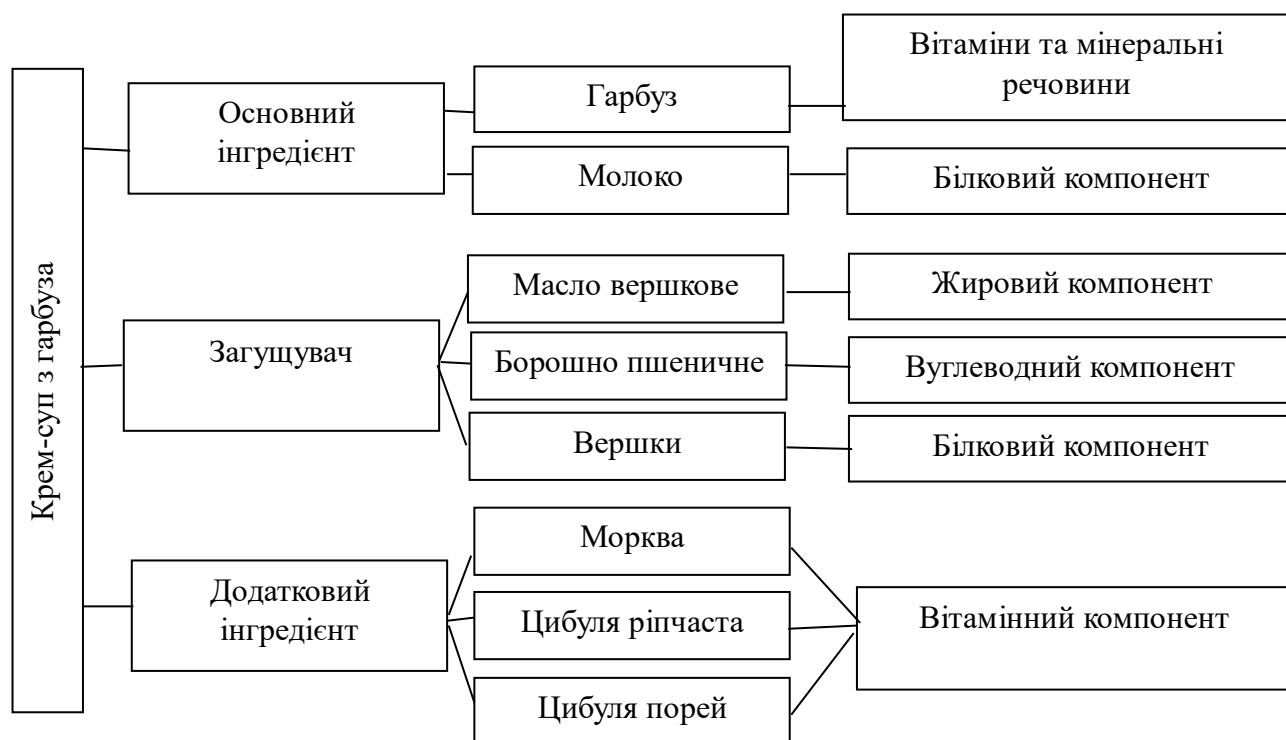 Крем-суп з гарбуза
Основний
інгредієнт
Гарбуз
Вітаміни та мінеральні
речовини
Молоко
Білковий компонент
Загущувач
Масло вершкове
Жировий компонент
Борошно пшеничне
Вуглеводний компонент
Вершки
Білковий компонент
Додатковий
інгредієнт
Морква
Цибуля ріпчаста
Вітамінний компонент
Цибуля порей